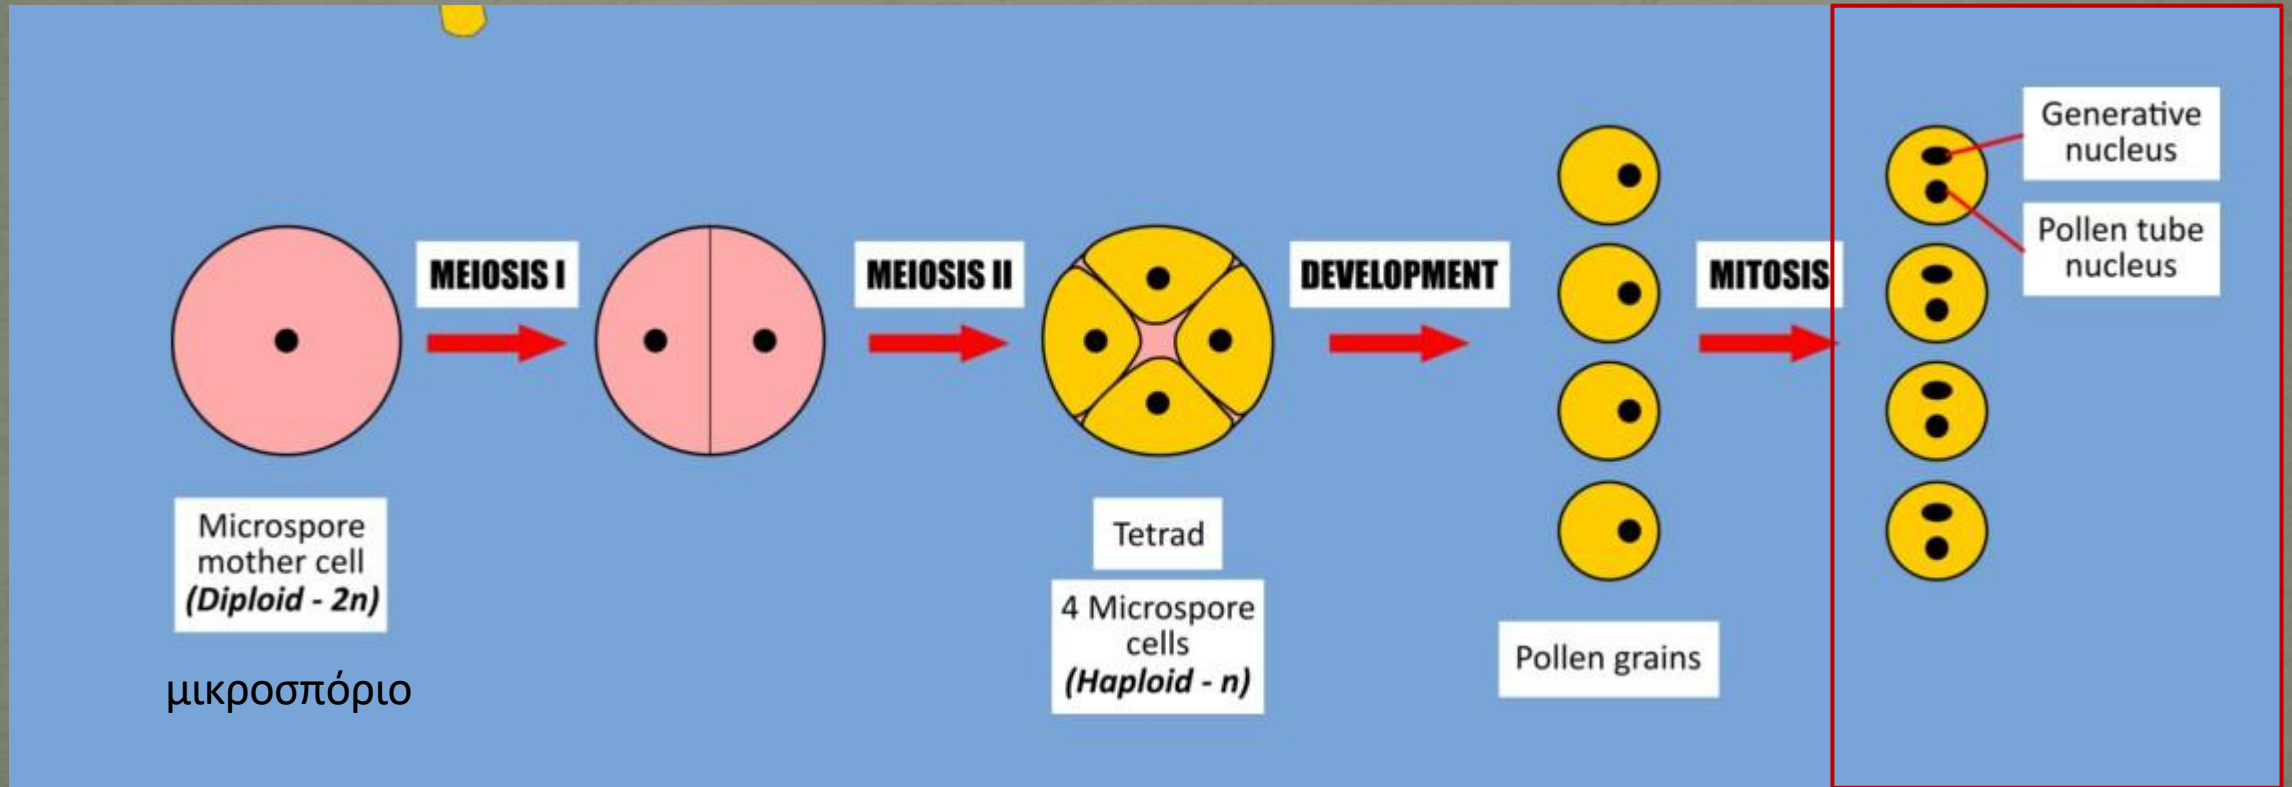 MEIOSIS I
MEIOSIS II
DEVELOPMENT
MITOSIS
Generative
nucleus
Pollen tube
nucleus
Microspore
mother cell
(Diploid - 2n)
μικροσπόριο
Tetrad
4 Microspore
cells
(Haploid - n)
Pollen grains